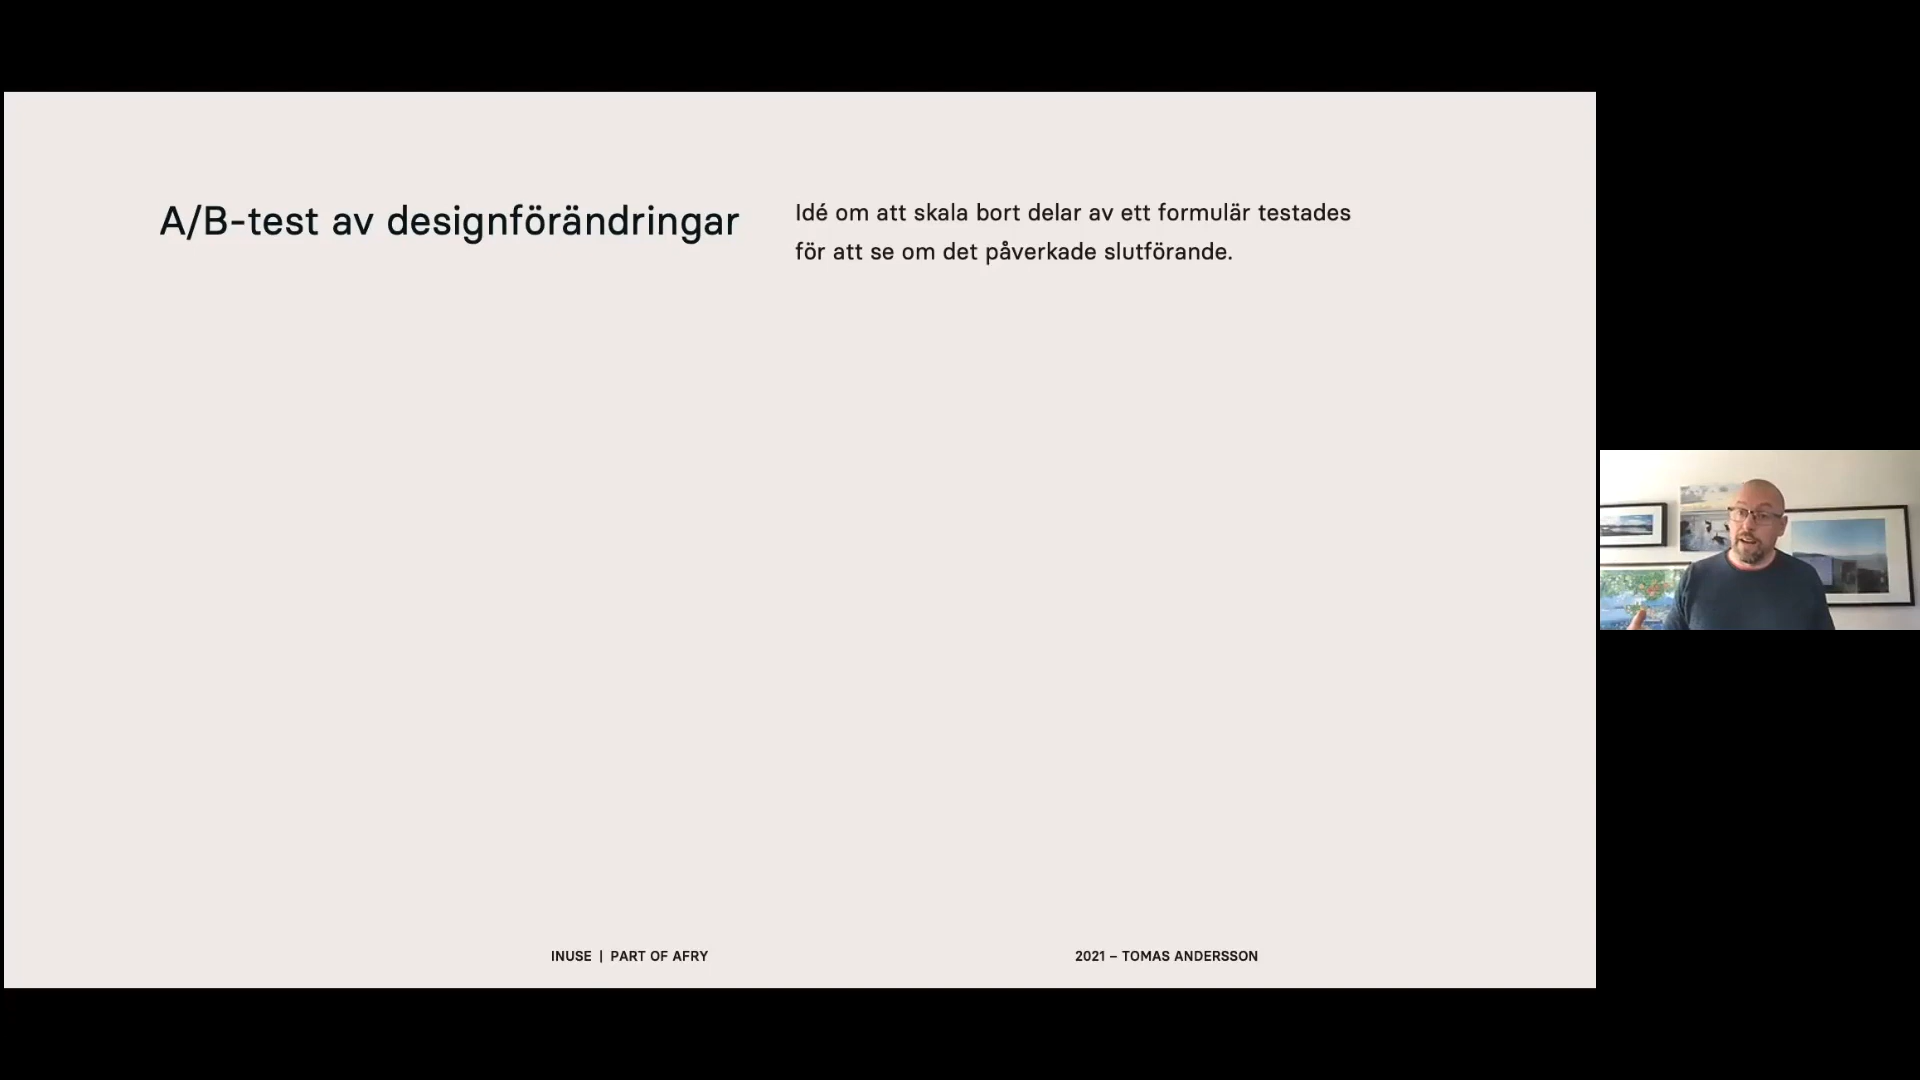 A/B-test av designförändringar
Idé om att skala bort delar av ett formulär testades
för att se om det påverkade slutförande.
INUSE | PART OF AFRY
2021 – TOMAS ANDERSSON